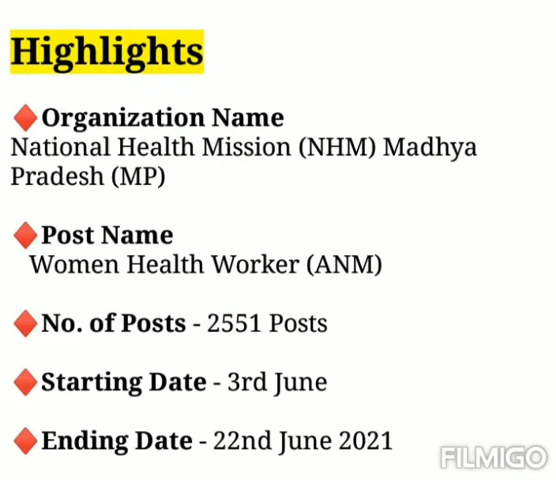 Highlights
♦Organization Name
National Health Mission (NHM) Madhya
Pradesh (MP)
♦Post Name
Women Health Worker (ANM)
♦No. of Posts - 2551 Posts
♦Starting Date - 3rd June
♦Ending Date - 22nd June 2021
FILMIGO